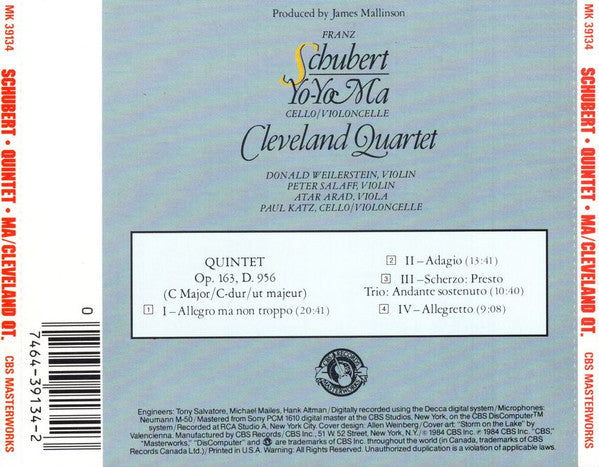 MK 39134
SCHUBERT • QUINTET • MA/CLEVELAND QT.
CBS MASTERWORKS
Produced by James Mallinson
FRANZ
Schubert
Yo-Yo Ma
CELLO/VIOLONCELLE
Cleveland Quartet
DONALD WEILERSTEIN, VIOLIN
PETER SALAFF, VIOLIN
ATAR ARAD, VIOLA
PAUL KATZ, CELLO/VIOLONCELLE
QUINTET
Op. 163, D. 956
(C Major/C-dur/ut majeur)
1 I–Allegro ma non troppo (20:41)
2 II–Adagio (13:41)
3 III–Scherzo: Presto
Trio: Andante sostenuto (10:40)
4 IV–Allegretto (9:08)
0
7464-39134-2
Engineers: Tony Salvatore, Michael Mailes, Hank Altman/Digitally recorded using the Decca digital system/Microphones:
Neumann M-50/Mastered from Sony PCM 1610 digital master at the CBS Studios, New York, on the CBS DisComputer™
System/Recorded at RCA Studio A, New York. Cover design: Allen Weinberg/Cover art: "Storm on the Lake" by
Valencienna. Manufactured by CBS Records/CBS Inc., 51 W. 52 Street, New York, N.Y./℗ 1984 CBS Inc./© 1984 CBS Inc./"CBS,"
"Masterworks," "DisComputer" and are trademarks of CBS Inc. throughout the world (in Canada, trademarks of CBS
Records Canada Ltd.)/Printed in U.S.A. Warning: All Rights Reserved. Unauthorized duplication is a violation of applicable laws.
MK 39134
SCHUBERT • QUINTET • MA/CLEVELAND QT.
CBS MASTERWORKS